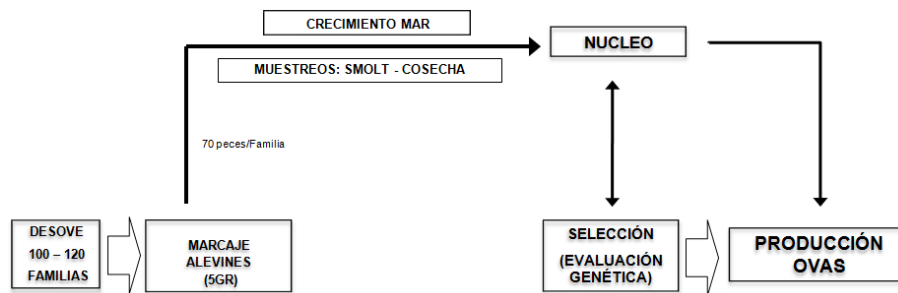 CRECIMIENTO MAR
NUCLEO
MUESTREOS: SMOLT - COSECHA
70 peces/Familia
DESOVE
100 – 120
FAMILIAS
MARCAJE
ALEVINES
(5GR)
SELECCIÓN
(EVALUACIÓN
GENÉTICA)
PRODUCCIÓN
OVAS